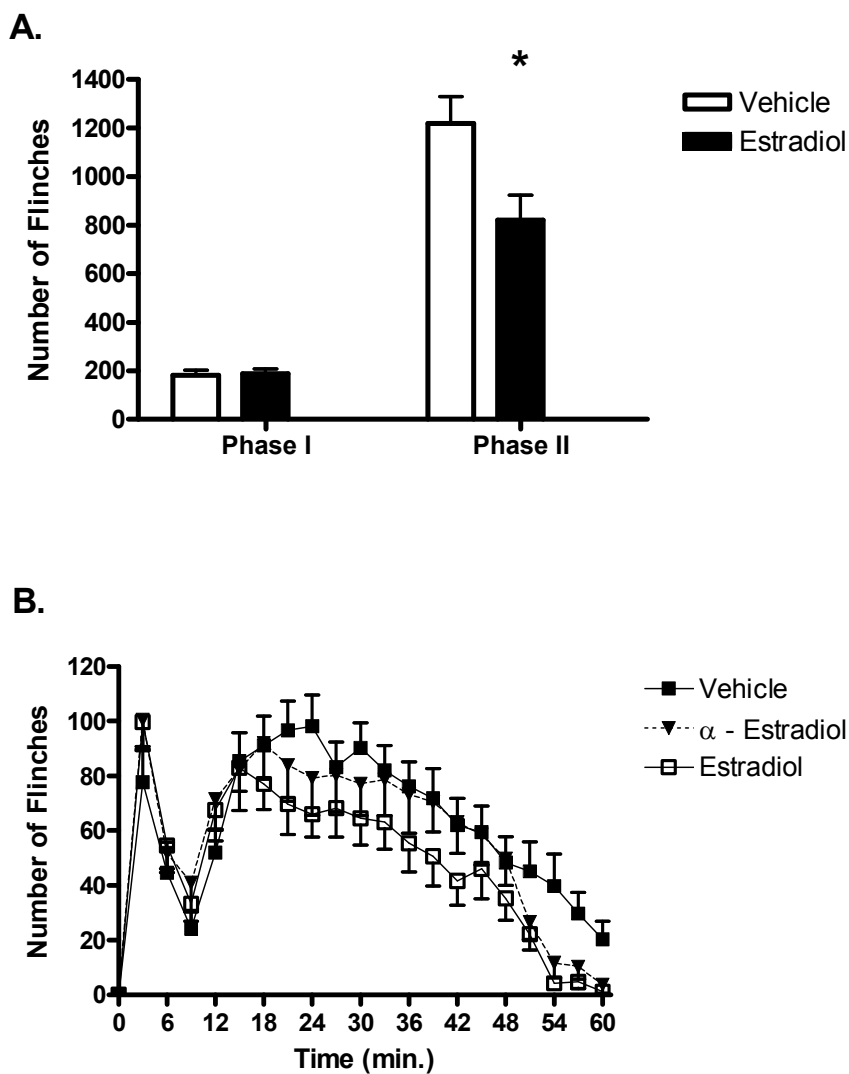 A.
*
1400
1200
1000
800
600
400
200
0
Number of Flinches
Phase I
Phase II
Vehicle
Estradiol
B.
120
100
80
60
40
20
0
Number of Flinches
0 6 12 18 24 30 36 42 48 54 60
Time (min.)
Vehicle
α - Estradiol
Estradiol